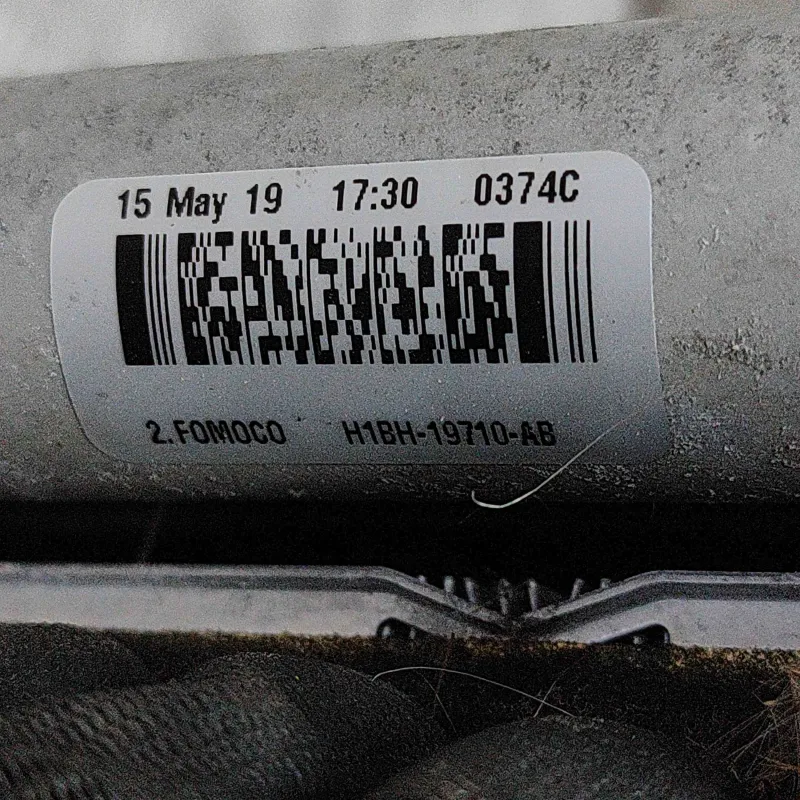 15 May 19 17:30 0374C
2.FOMOCO H1BH-19710-AB